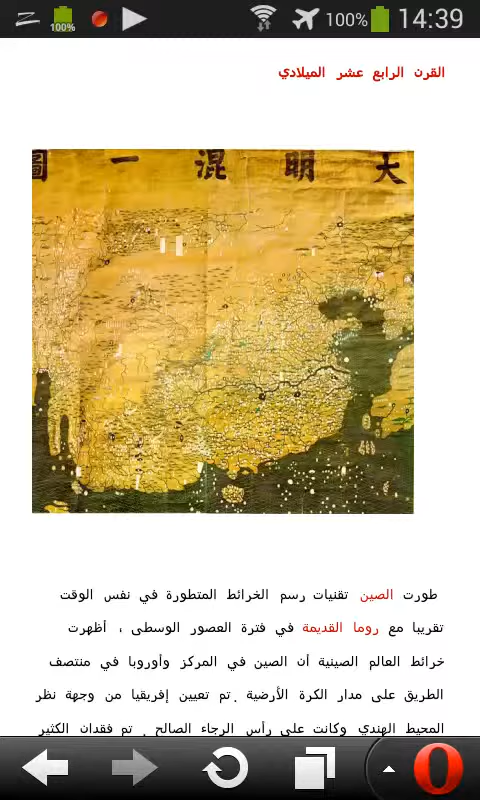 100%
100%
14:39
القرن الرابع عشر الميلادي
大明混一圖
طورت الصين تقنيات رسم الخرائط المتطورة في نفس الوقت
تقريبا مع روما القديمة في فترة العصور الوسطى ، أظهرت
خرائط العالم الصينية أن الصين في المركز وأوروبا في منتصف
الطريق على مدار الكرة الأرضية .تم تعيين إفريقيا من وجهة نظر
المحيط الهندي وكانت على رأس الرجاء الصالح . تم فقدان الكثير